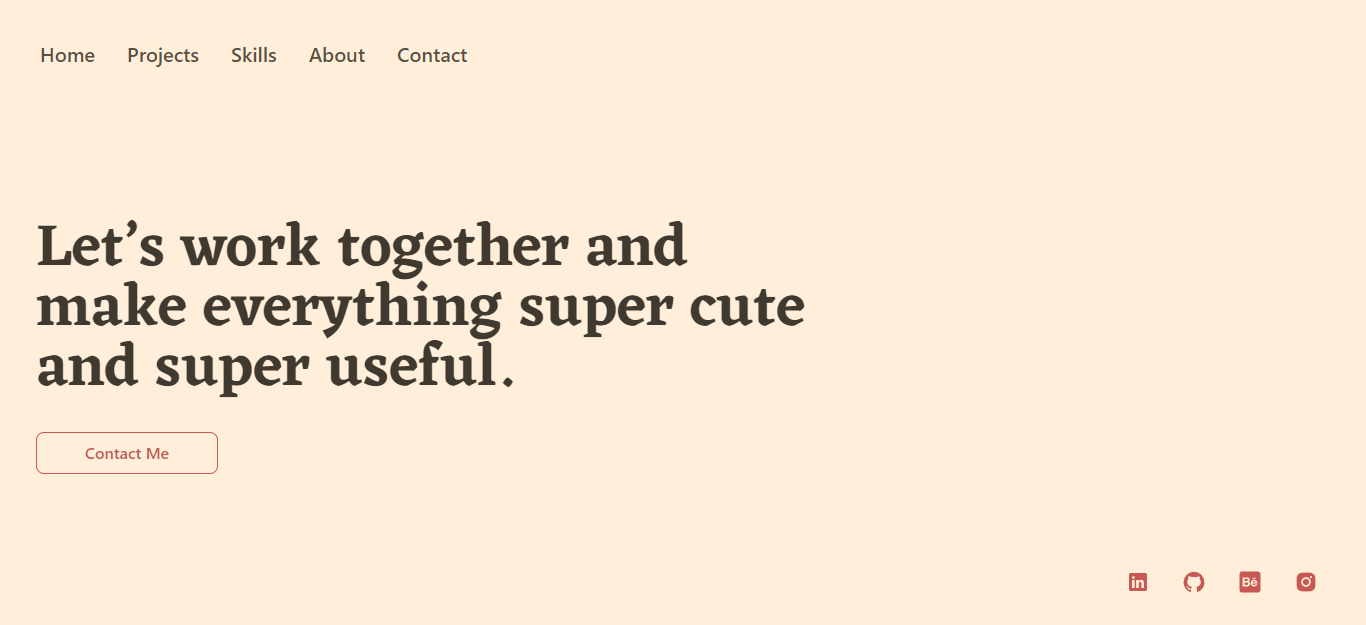 Home Projects Skills About Contact
Let’s work together and
make everything super cute
and super useful.
Contact Me
in Bē